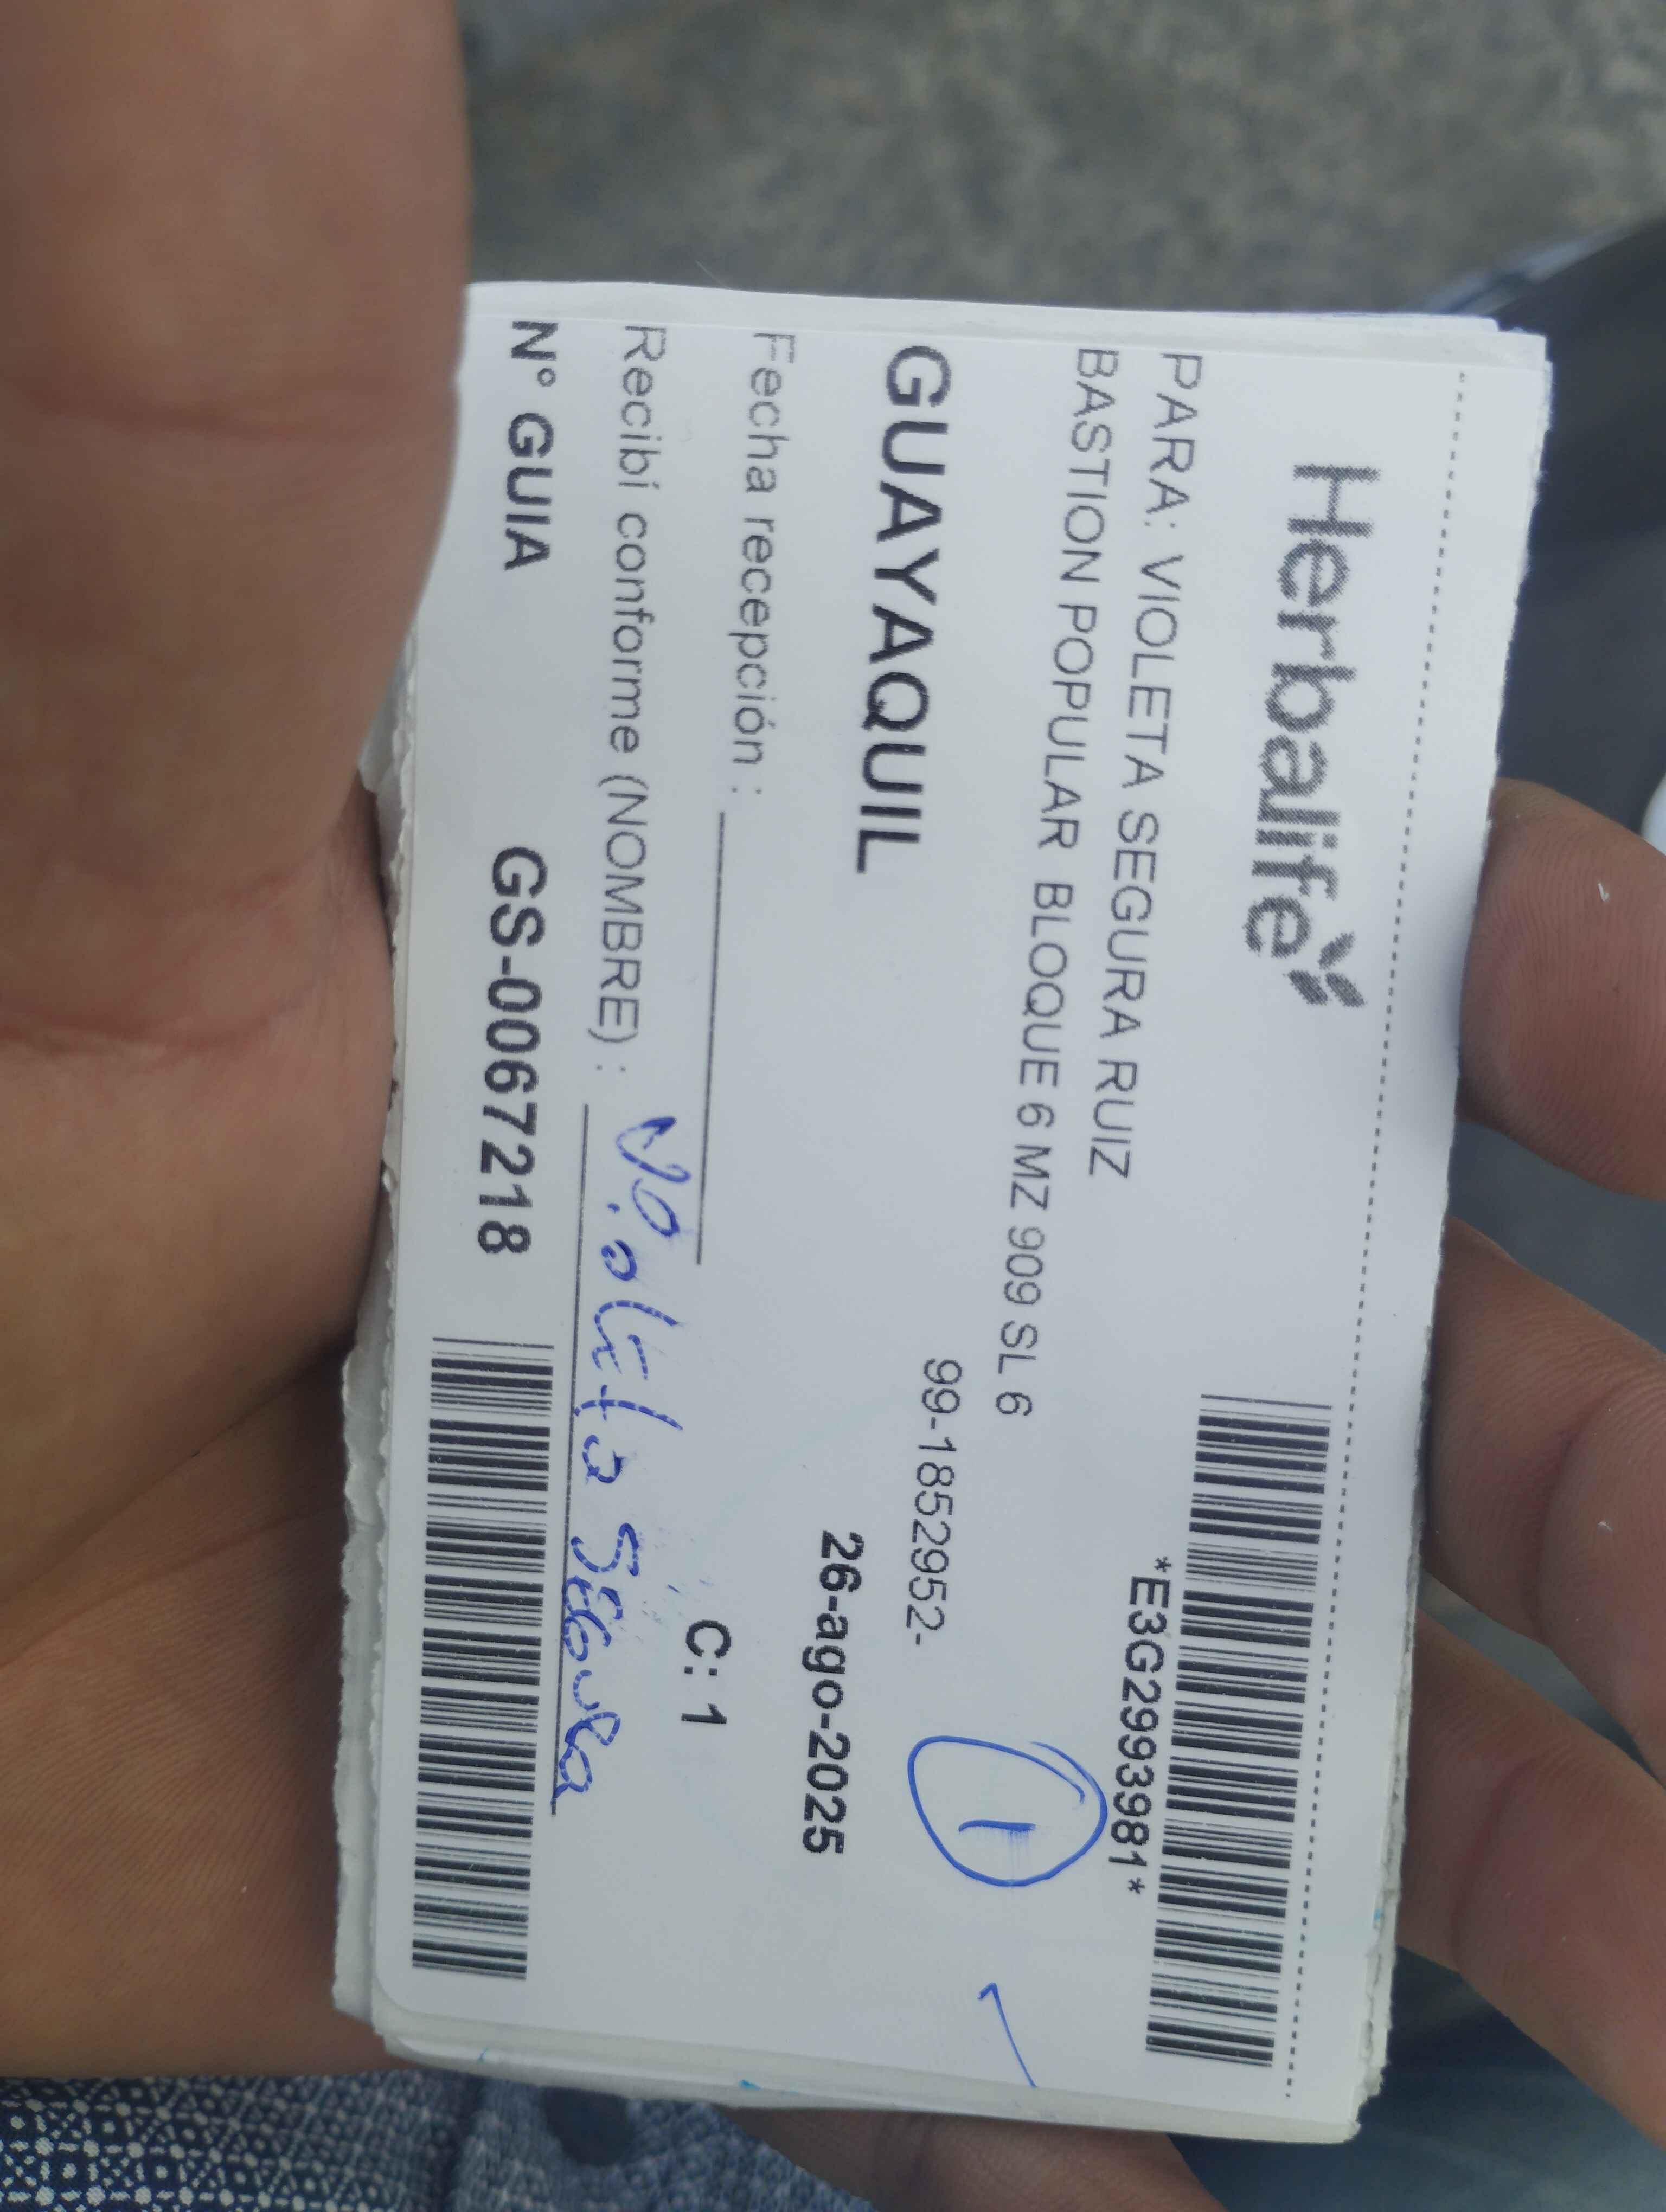 Herbalife
*E3G2993981*
PARA: VIOLETA SEGURA RUIZ
BASTION POPULAR BLOQUE 6 MZ 909 SL 6
99-1852952-
1
GUAYAQUIL
26-ago-2025
Fecha recepción :
C: 1
Recibí conforme (NOMBRE) : Violeta Segura
N° GUIA GS-0067218